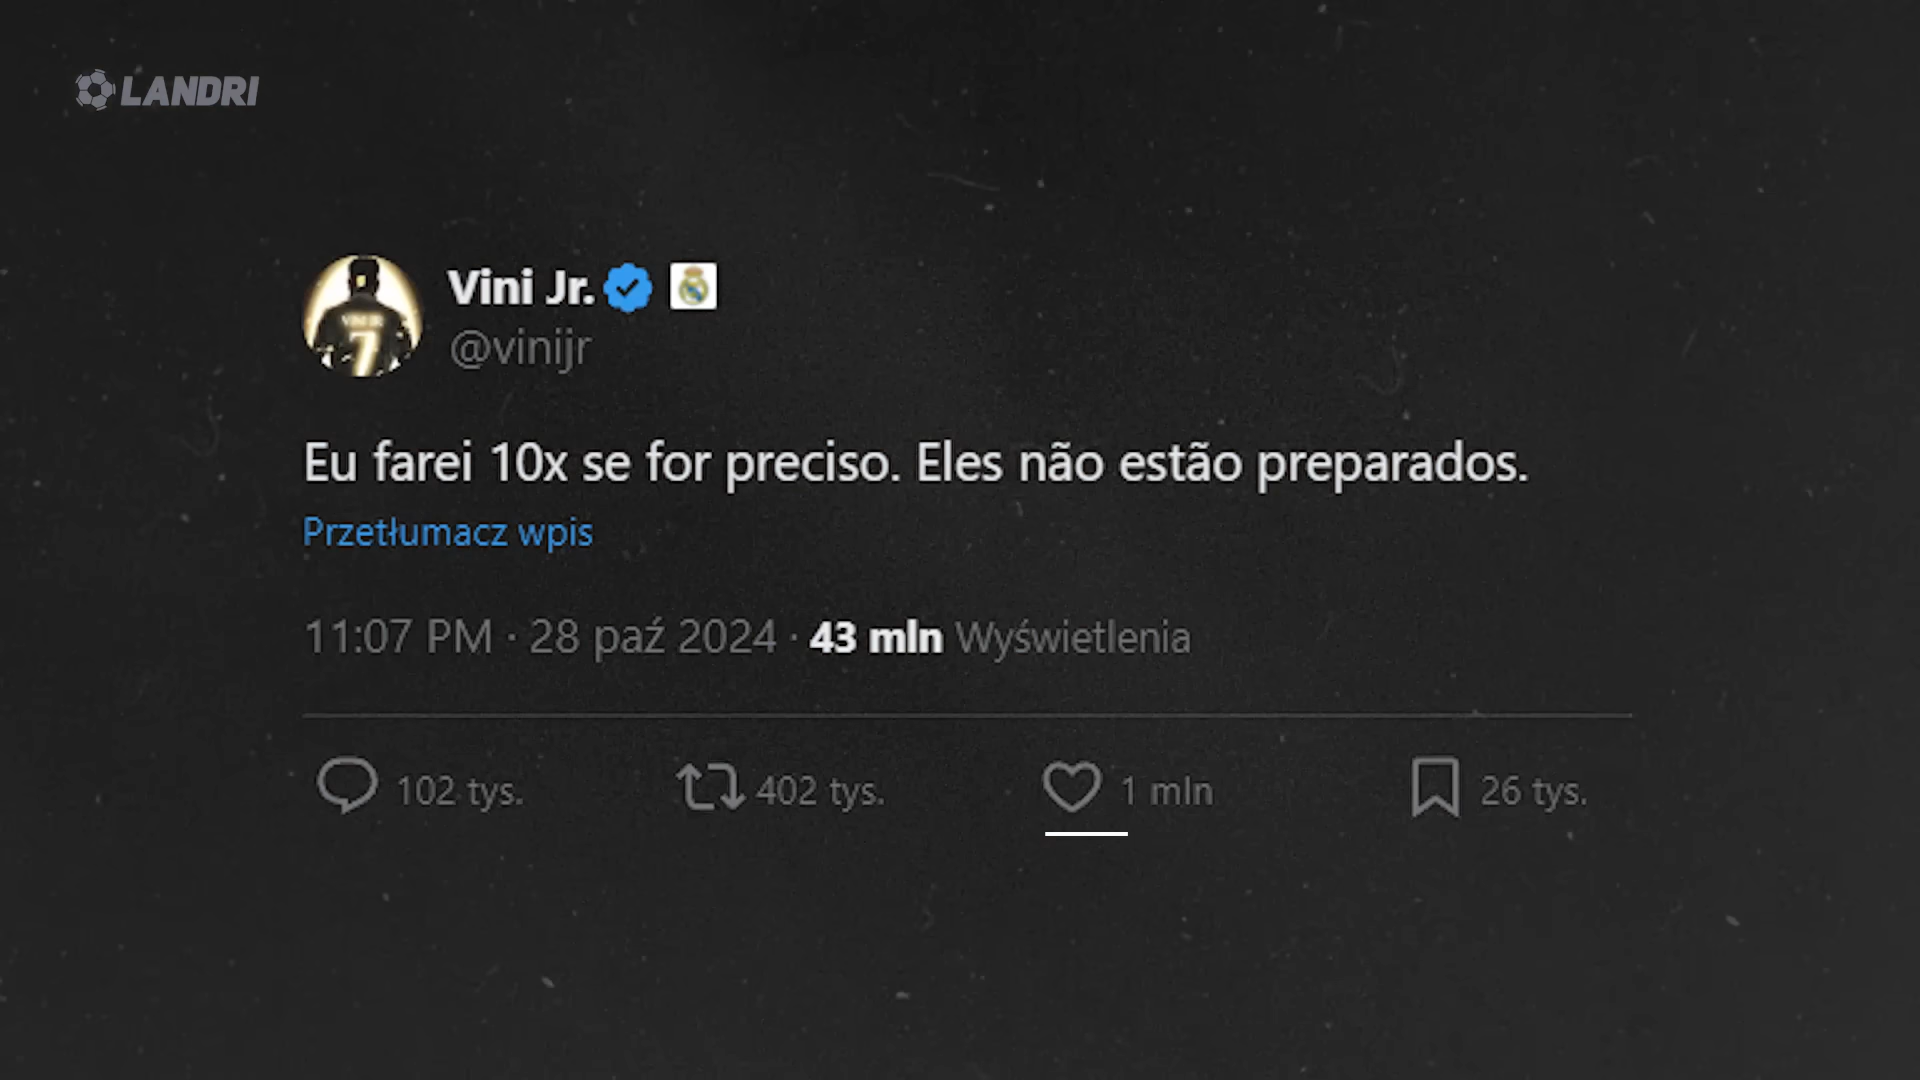 LANDRI
Vini Jr.
@vinijr
Eu farei 10x se for preciso. Eles não estão preparados.
Przetłumacz wpis
11:07 PM · 28 paź 2024 · 43 mln Wyświetlenia
102 tys. 402 tys. 1 mln 26 tys.